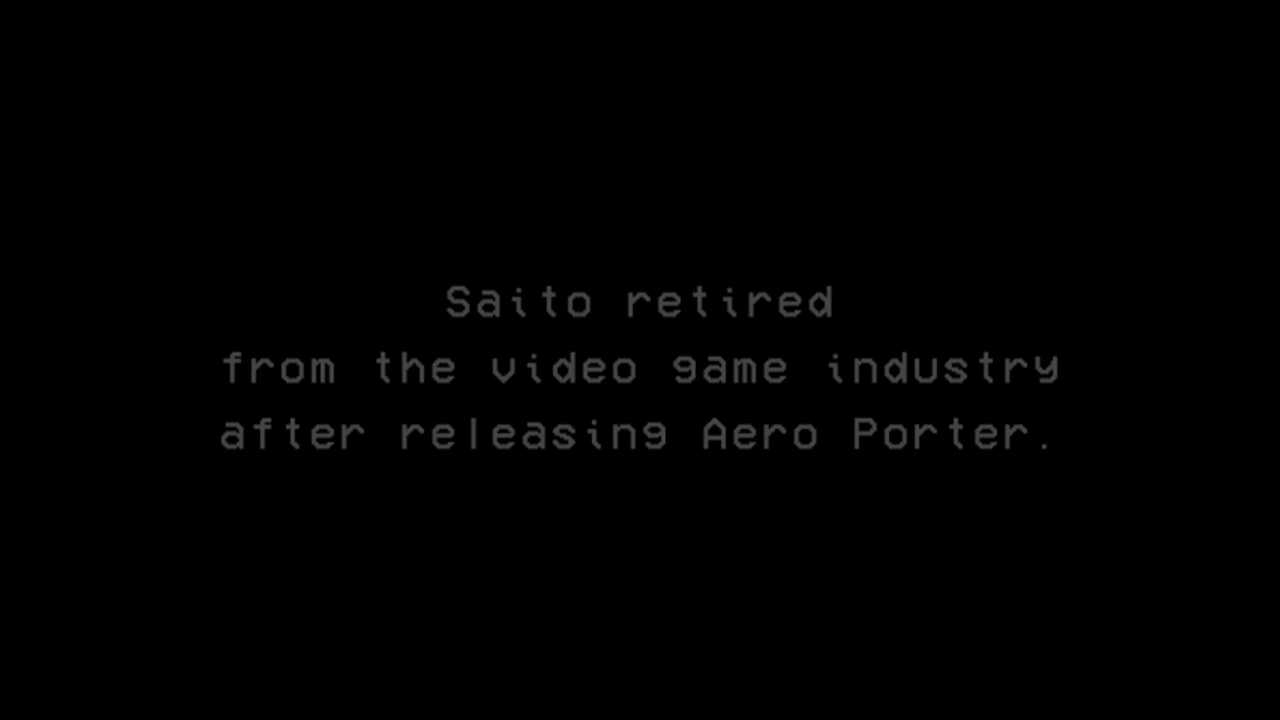 Saito retired
from the video game industry
after releasing Aero Porter.